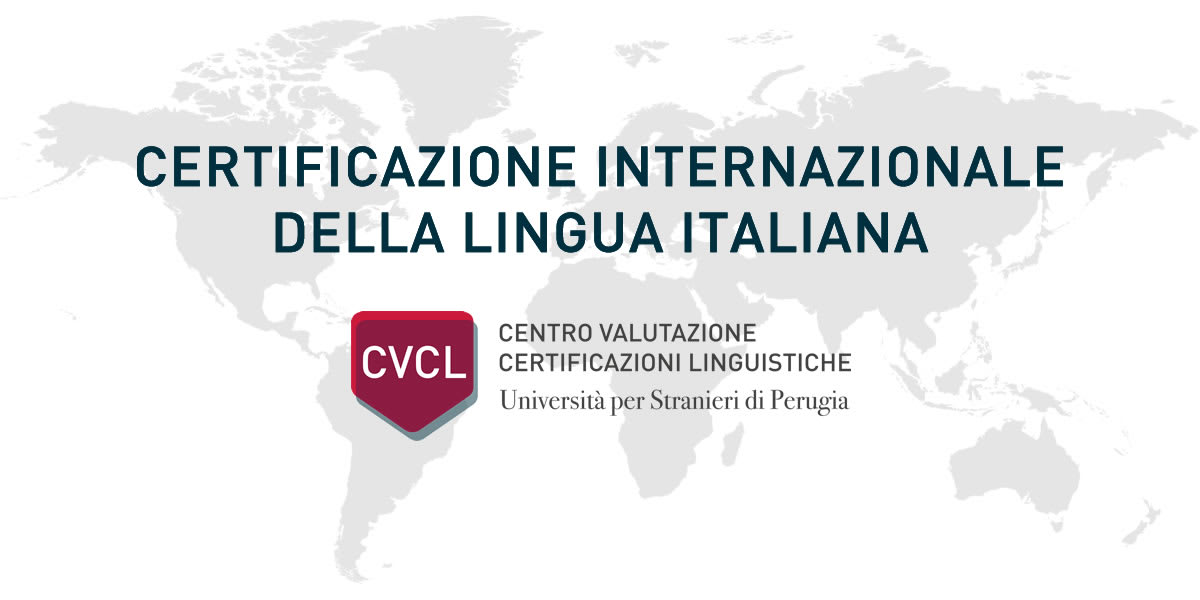 CERTIFICAZIONE INTERNAZIONALE
DELLA LINGUA ITALIANA
CVCL
CENTRO VALUTAZIONE
CERTIFICAZIONI LINGUISTICHE
Università per Stranieri di Perugia